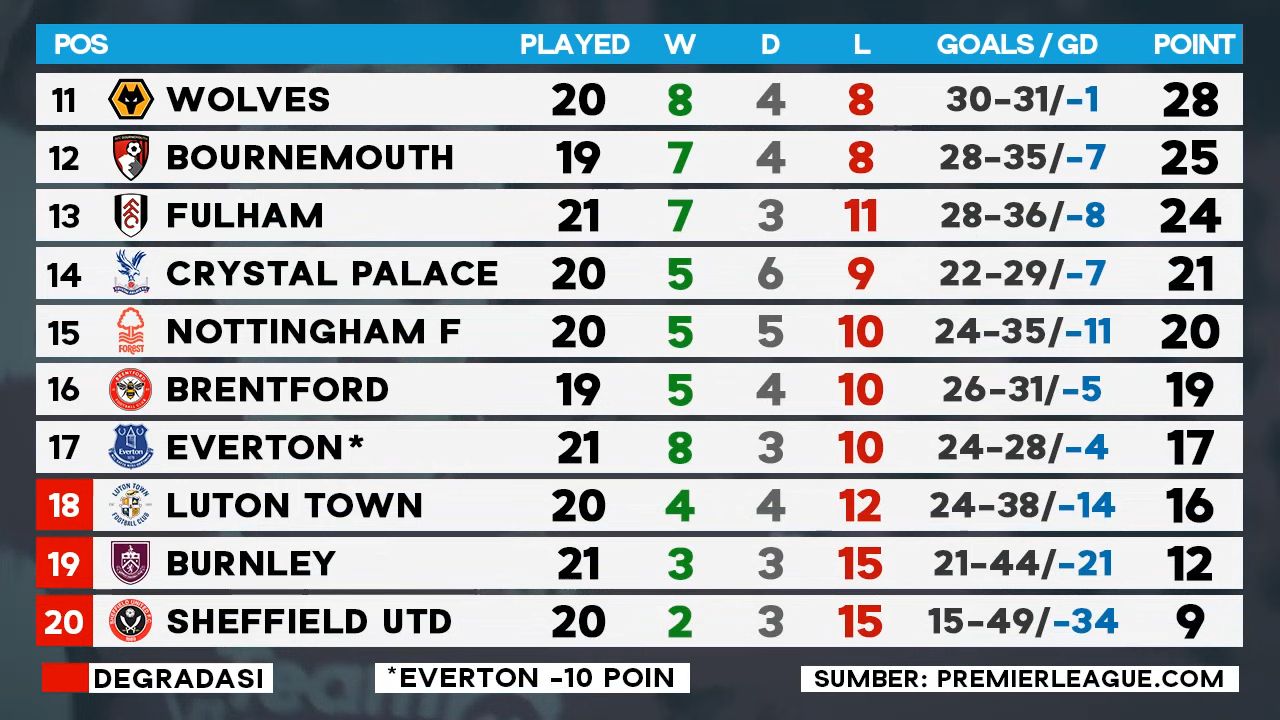 POS PLAYED W D L GOALS / GD POINT
11 WOLVES 20 8 4 8 30-31/-1 28
12 BOURNEMOUTH 19 7 4 8 28-35/-7 25
13 FULHAM 21 7 3 11 28-36/-8 24
14 CRYSTAL PALACE 20 5 6 9 22-29/-7 21
15 FOREST NOTTINGHAM F 20 5 5 10 24-35/-11 20
16 BRENTFORD 19 5 4 10 26-31/-5 19
17 Everton EVERTON* 21 8 3 10 24-28/-4 17
18 LUTON TOWN FOOTBALL CLUB LUTON TOWN 20 4 4 12 24-38/-14 16
19 BURNLEY 21 3 3 15 21-44/-21 12
20 SHEFFIELD UTD 20 2 3 15 15-49/-34 9
DEGRADASI *EVERTON -10 POIN SUMBER: PREMIERLEAGUE.COM